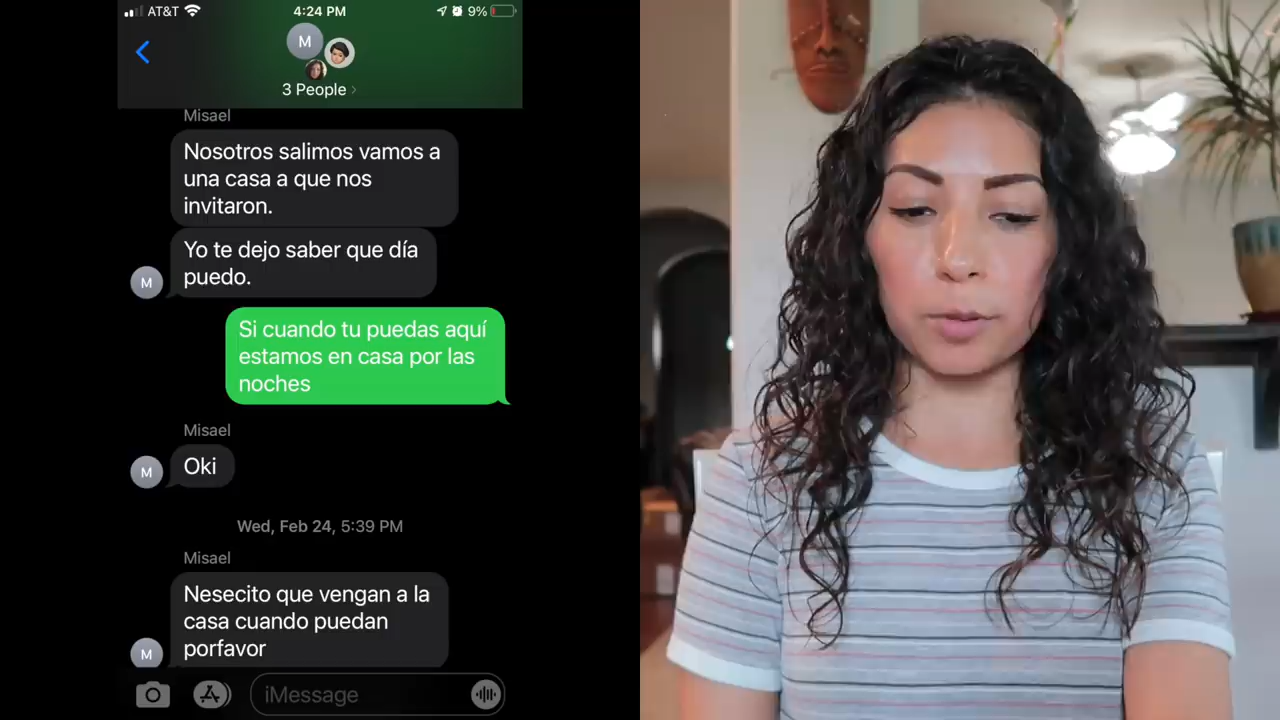 AT&T 4:24 PM 9%
M
3 People
Misael
Nosotros salimos vamos a
una casa a que nos
invitaron.
Yo te dejo saber que día
puedo.
M
Si cuando tu puedas aquí
estamos en casa por las
noches
Misael
Oki
M
Wed, Feb 24, 5:39 PM
Misael
Nesecito que vengan a la
casa cuando puedan
porfavor
M
iMessage